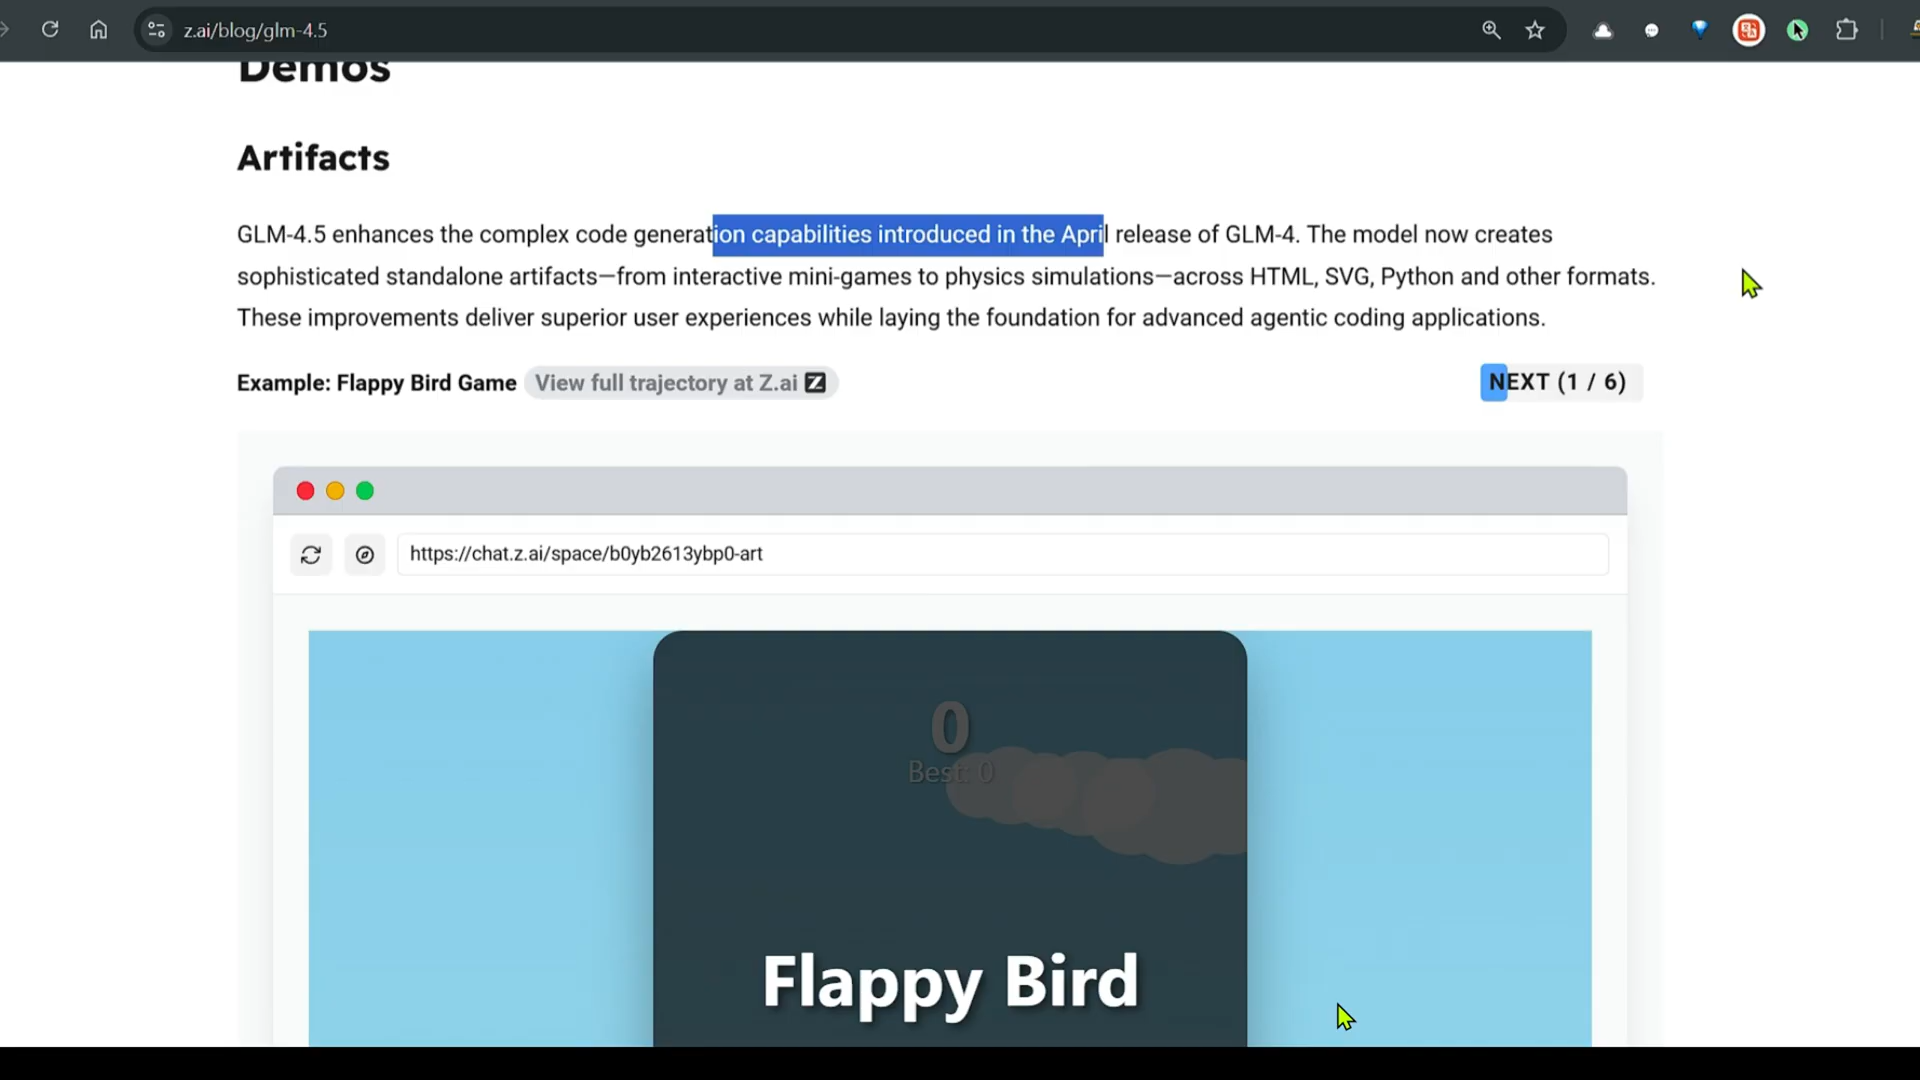 z.ai/blog/glm-4.5
Demos
Artifacts
GLM-4.5 enhances the complex code generation capabilities introduced in the April release of GLM-4. The model now creates
sophisticated standalone artifacts—from interactive mini-games to physics simulations—across HTML, SVG, Python and other formats.
These improvements deliver superior user experiences while laying the foundation for advanced agentic coding applications.
Example: Flappy Bird Game View full trajectory at Z.ai Z
NEXT (1 / 6)
https://chat.z.ai/space/b0yb2613ybp0-art
0
Best: 0
Flappy Bird